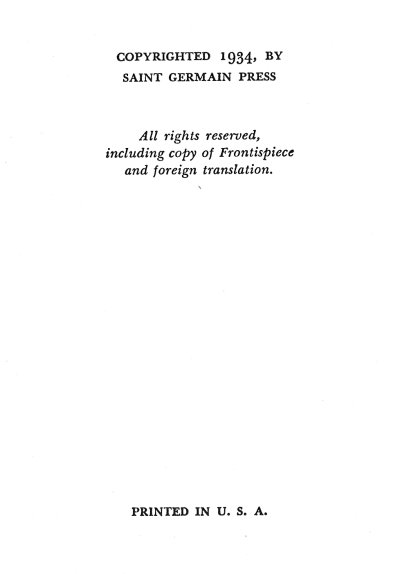 COPYRIGHTED 1934, BY
SAINT GERMAIN PRESS
All rights reserved,
including copy of Frontispiece
and foreign translation.
PRINTED IN U. S. A.